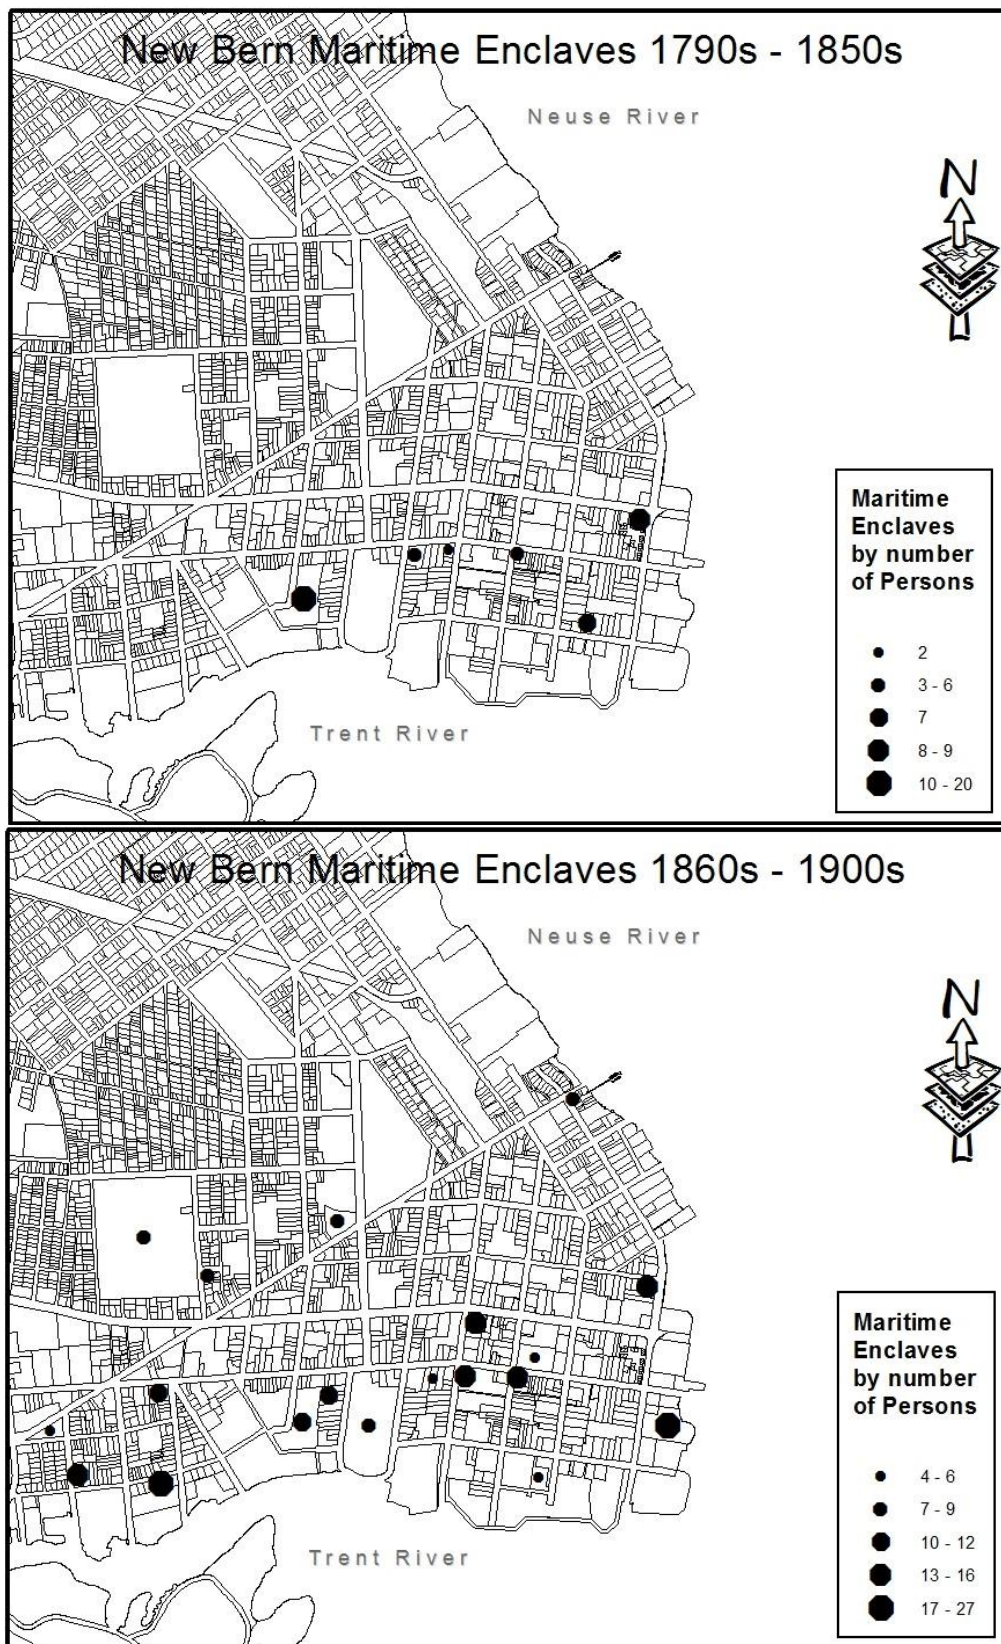 New Bern Maritime Enclaves 1790s - 1850s
Neuse River
N
Maritime
Enclaves
by number
of Persons
2
3 - 6
7
8 - 9
10 - 20
Trent River
New Bern Maritime Enclaves 1860s - 1900s
Neuse River
N
Maritime
Enclaves
by number
of Persons
4 - 6
7 - 9
10 - 12
13 - 16
17 - 27
Trent River